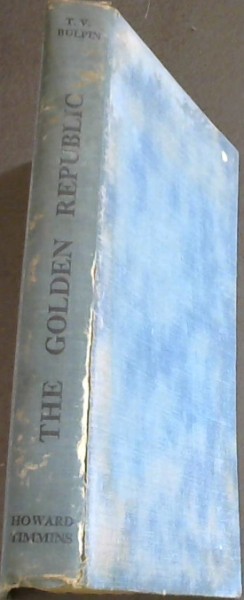 T. V.
BULPIN
THE GOLDEN REPUBLIC
HOWARD
TIMMINS